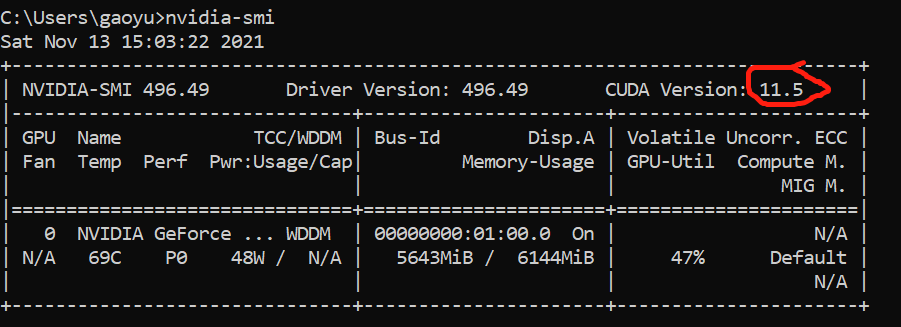 C:\Users\gaoyu>nvidia-smi
Sat Nov 13 15:03:22 2021
+-----------------------------------------------------------------------------+
| NVIDIA-SMI 496.49       Driver Version: 496.49       CUDA Version: 11.5     |
|-------------------------------+----------------------+----------------------+
| GPU  Name            TCC/WDDM | Bus-Id        Disp.A | Volatile Uncorr. ECC |
| Fan  Temp  Perf  Pwr:Usage/Cap|         Memory-Usage | GPU-Util  Compute M. |
|                               |                      |               MIG M. |
|===============================+======================+======================|
|   0  NVIDIA GeForce ... WDDM  | 00000000:01:00.0  On |                  N/A |
| N/A   69C    P0    48W /  N/A |   5643MiB /  6144MiB |     47%      Default |
|                               |                      |                  N/A |
+-------------------------------+----------------------+----------------------+